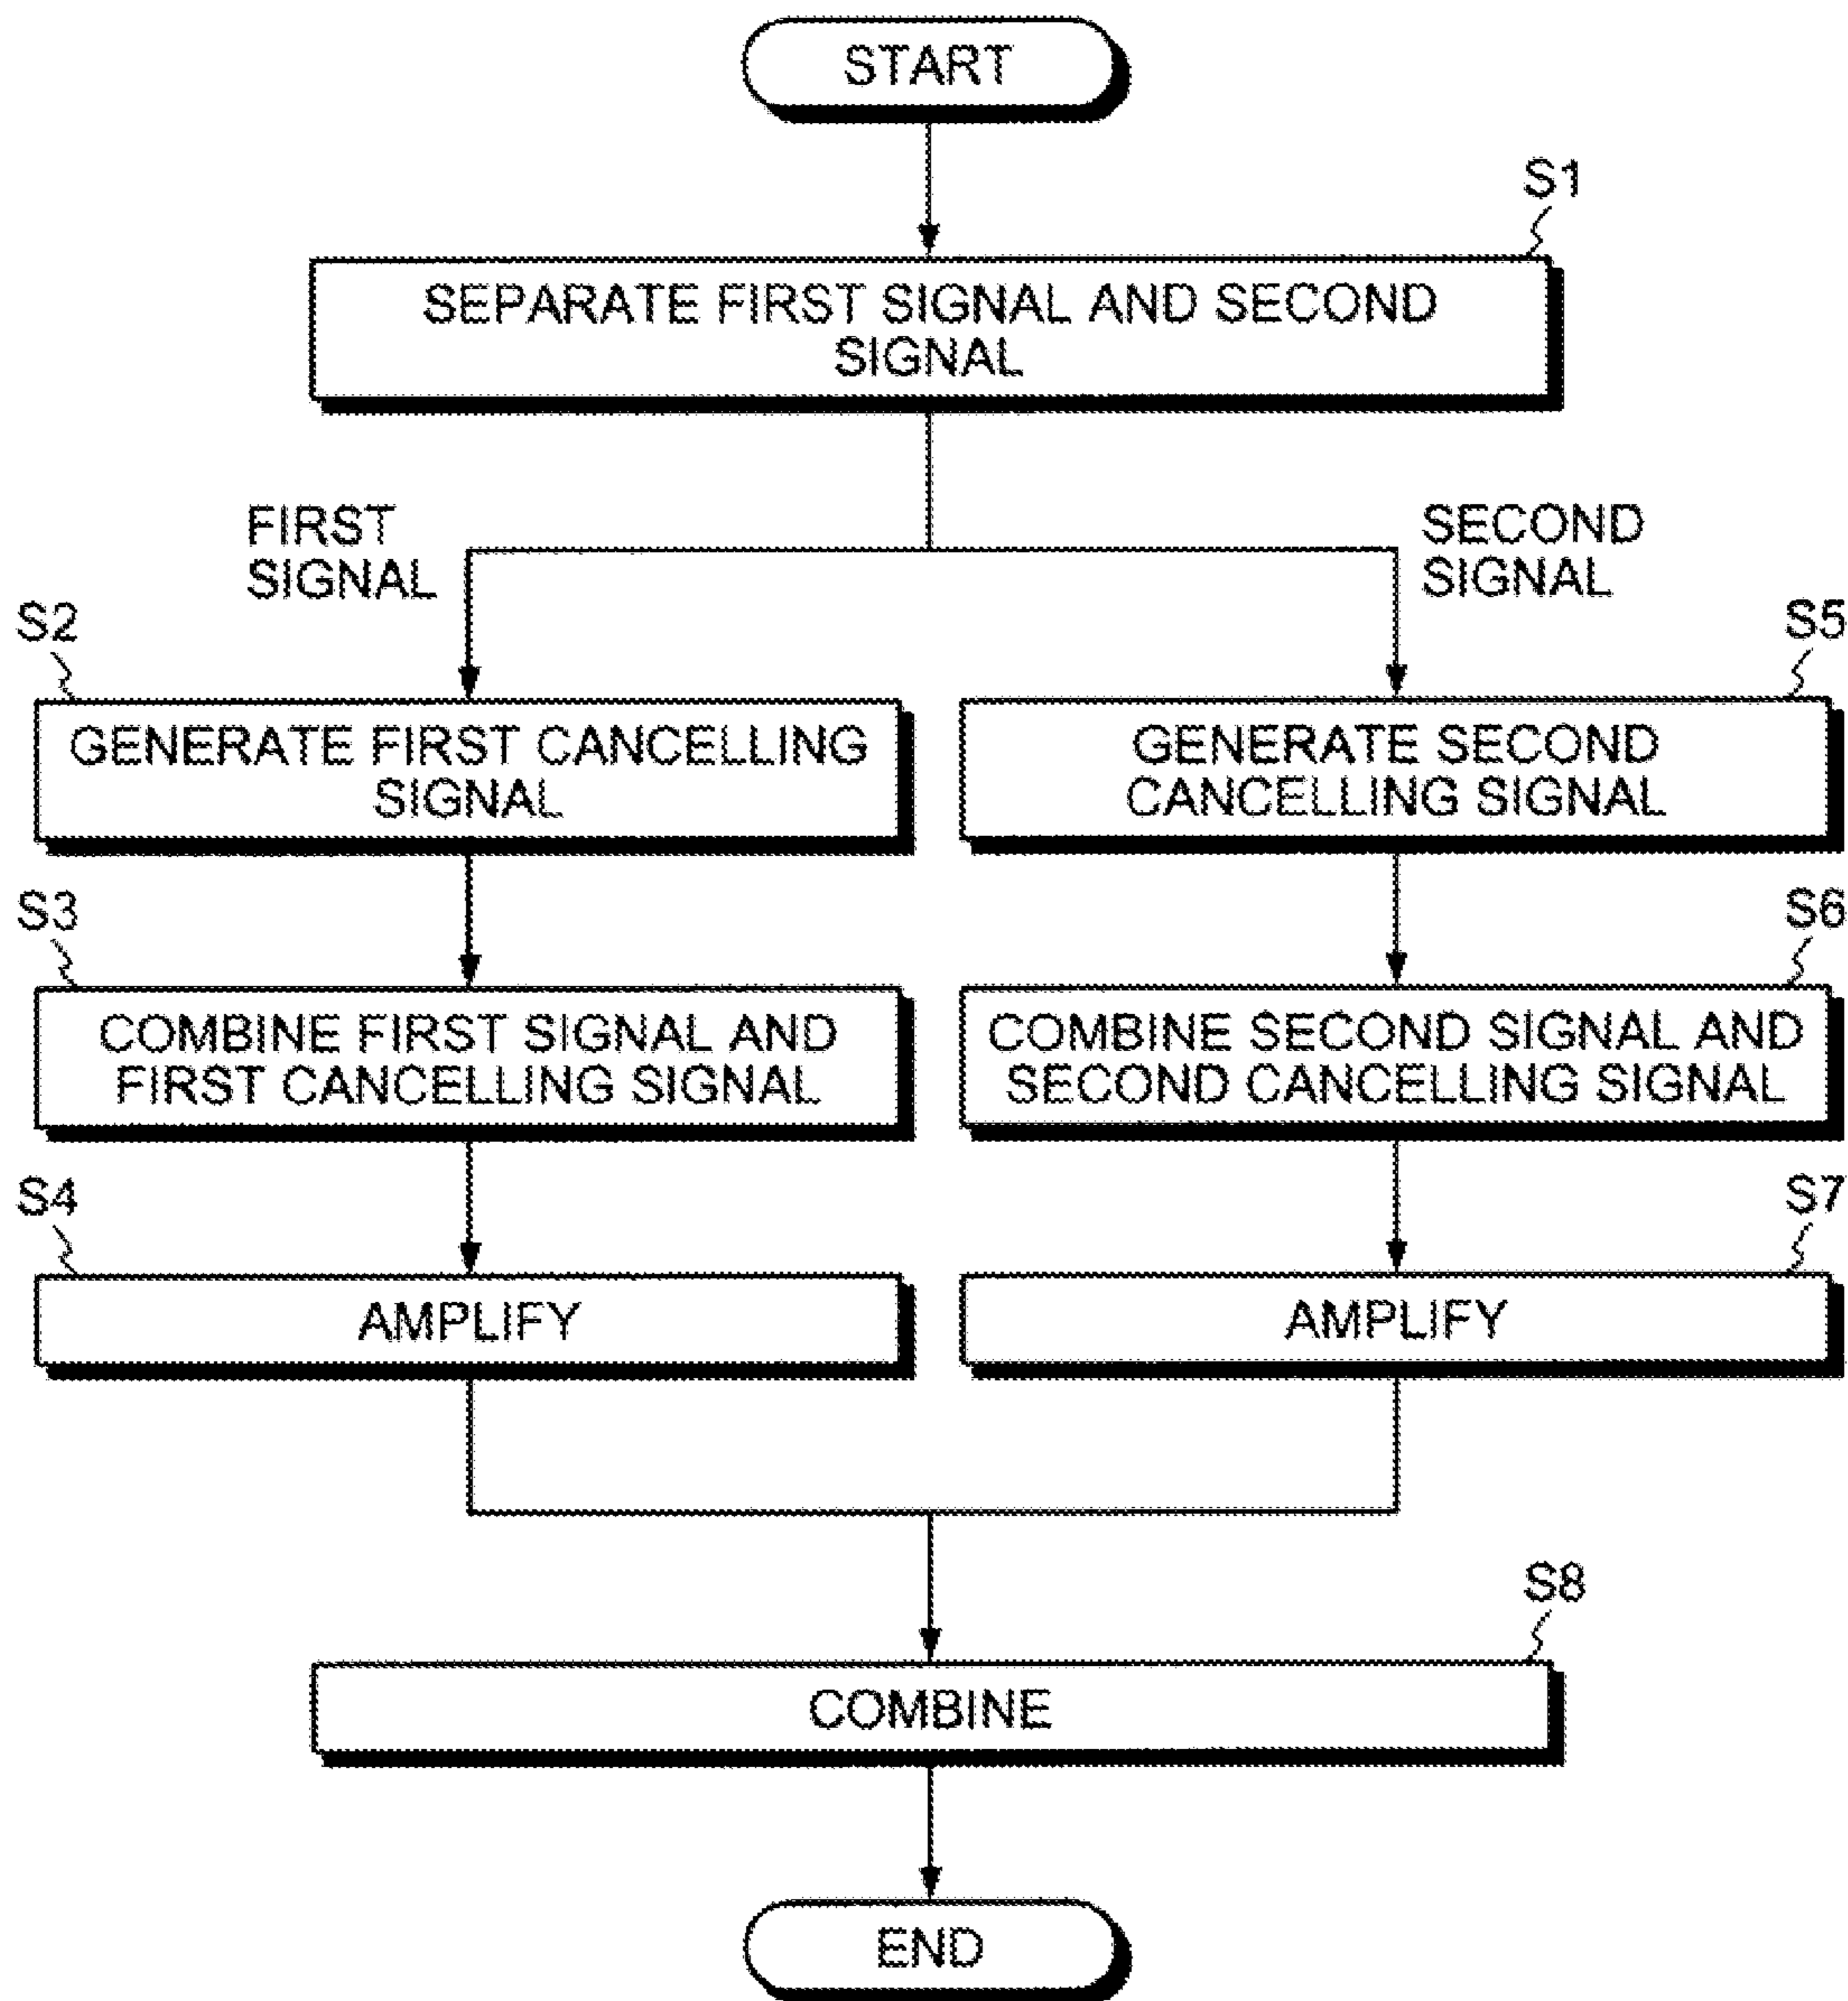 START
S1
SEPARATE FIRST SIGNAL AND SECOND
SIGNAL
FIRST
SIGNAL
SECOND
SIGNAL
S2
GENERATE FIRST CANCELLING
SIGNAL
S5
GENERATE SECOND
CANCELLING SIGNAL
S3
COMBINE FIRST SIGNAL AND
FIRST CANCELLING SIGNAL
S6
COMBINE SECOND SIGNAL AND
SECOND CANCELLING SIGNAL
S4
AMPLIFY
S7
AMPLIFY
S8
COMBINE
END